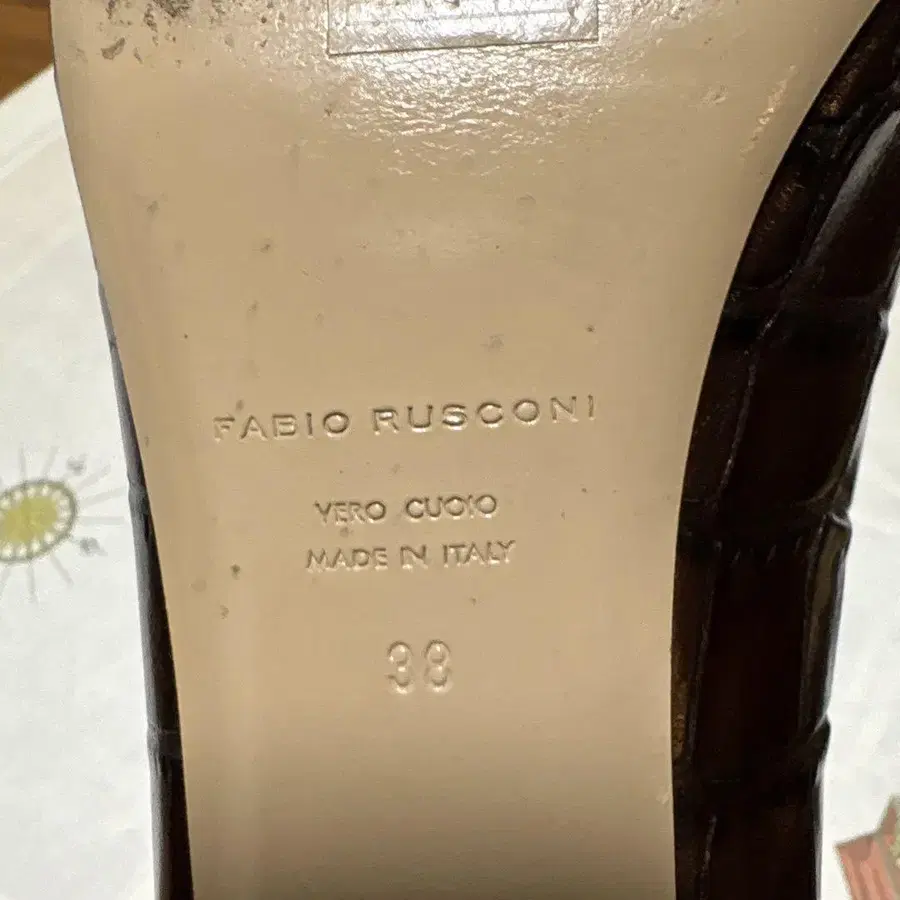 FABIO RUSCONI
VERO CUOIO
MADE IN ITALY
38